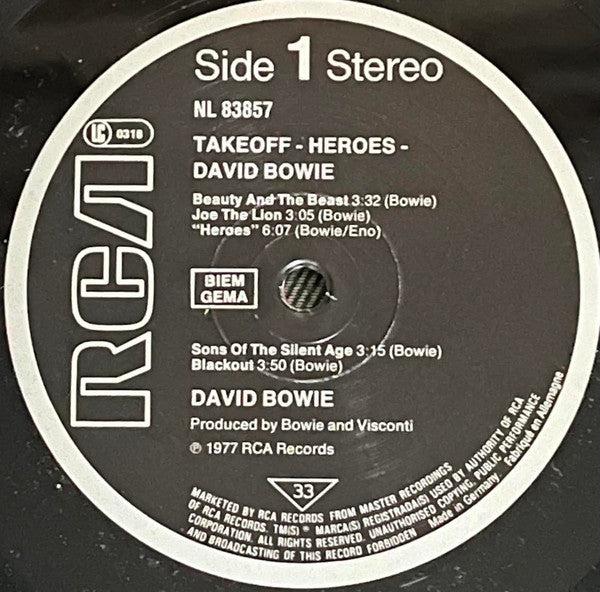 Side 1 Stereo
NL 83857
LC 0316
TAKEOFF - HEROES -
DAVID BOWIE
Beauty And The Beast 3:32 (Bowie)
Joe The Lion 3:05 (Bowie)
"Heroes" 6:07 (Bowie/Eno)
RCA
BIEM
GEMA
Sons Of The Silent Age 3:15 (Bowie)
Blackout 3:50 (Bowie)
DAVID BOWIE
Produced by Bowie and Visconti
℗ 1977 RCA Records
33
MARKETED BY RCA RECORDS FROM MASTER RECORDINGS
OF RCA RECORDS. TM(S) ® MARCA(S) REGISTRADA(S) USED BY AUTHORITY OF RCA
CORPORATION. ALL RIGHTS RESERVED. UNAUTHORISED COPYING, PUBLIC PERFORMANCE
AND BROADCASTING OF THIS RECORD FORBIDDEN Made in Germany Fabriqué en Allemagne